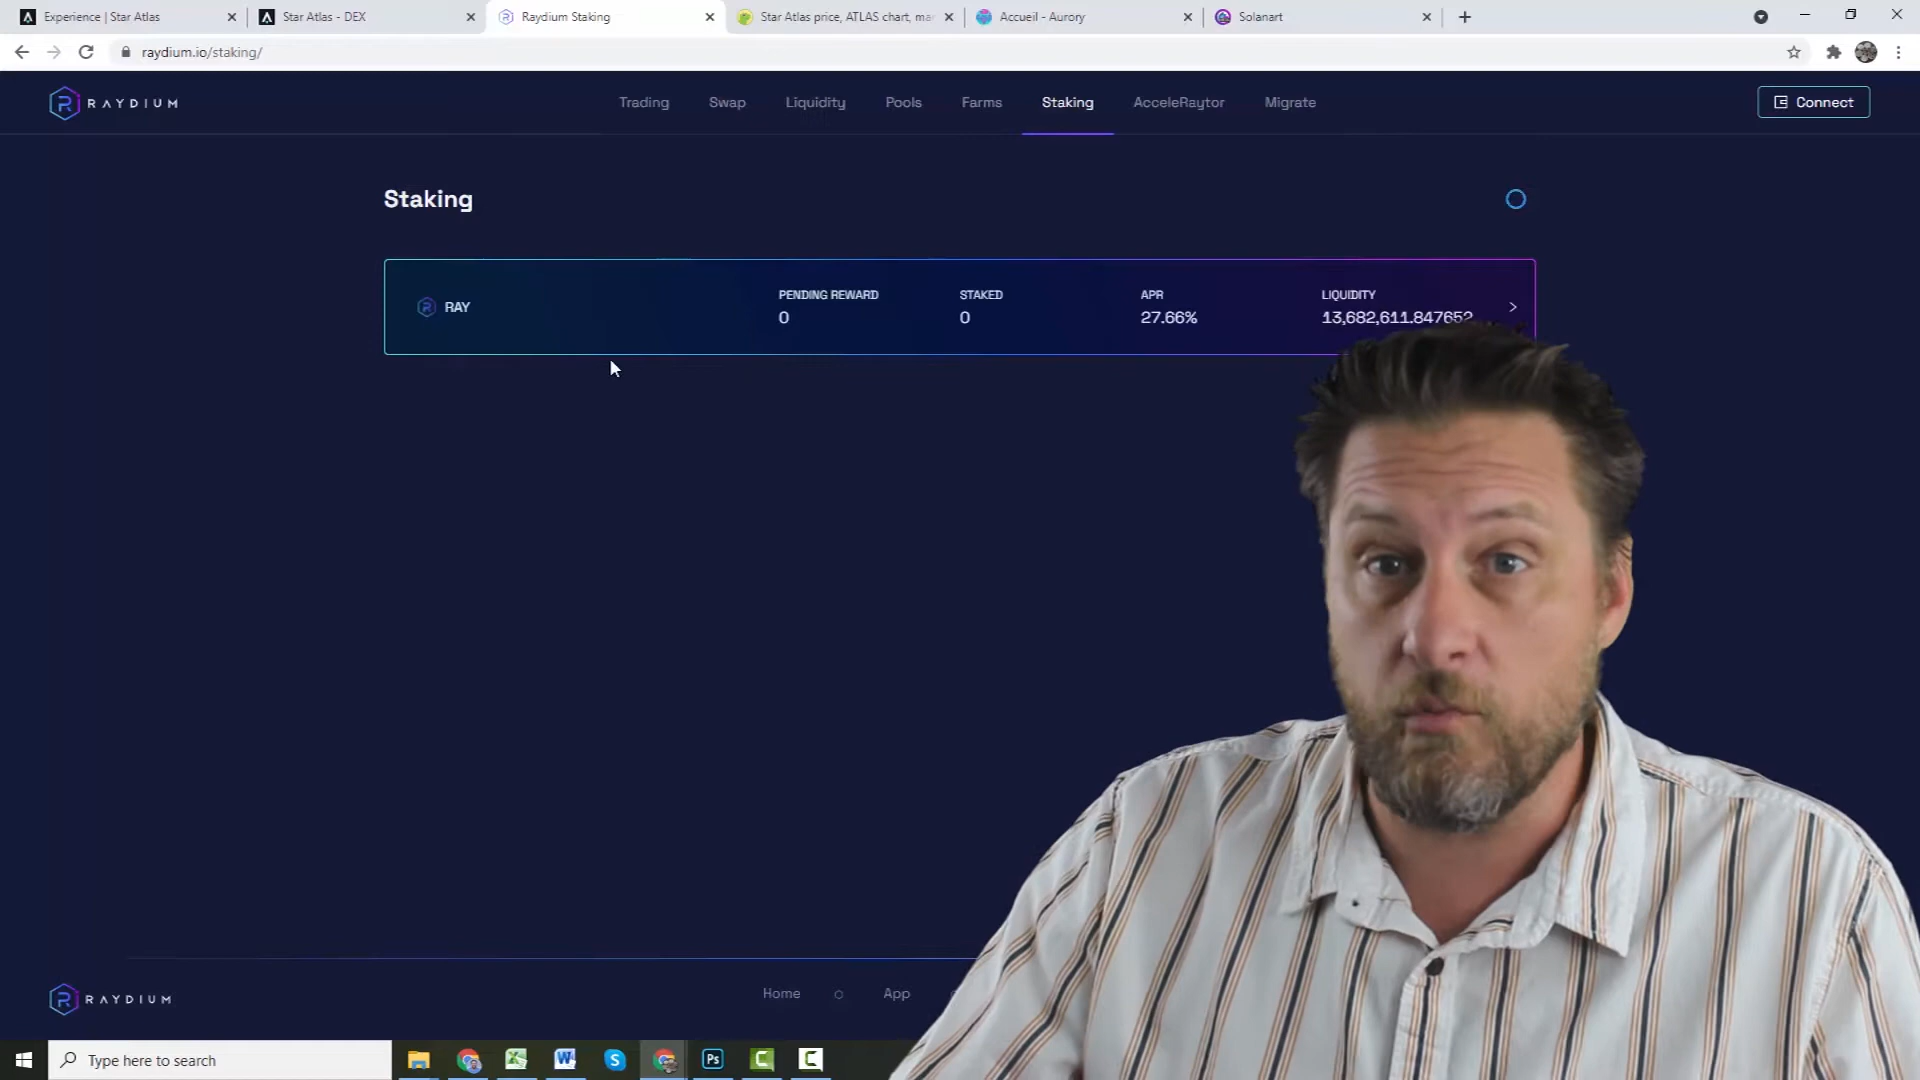 Experience | Star Atlas
Star Atlas - DEX
Raydium Staking
Star Atlas price, ATLAS chart, mar
Accueil - Aurory
Solanart
raydium.io/staking/
RAYDIUM
Trading
Swap
Liquidity
Pools
Farms
Staking
AcceleRaytor
Migrate
Connect
Staking
RAY
PENDING REWARD
0
STAKED
0
APR
27.66%
LIQUIDITY
13,682,611.847652
RAYDIUM
Home
App
Type here to search
Ps